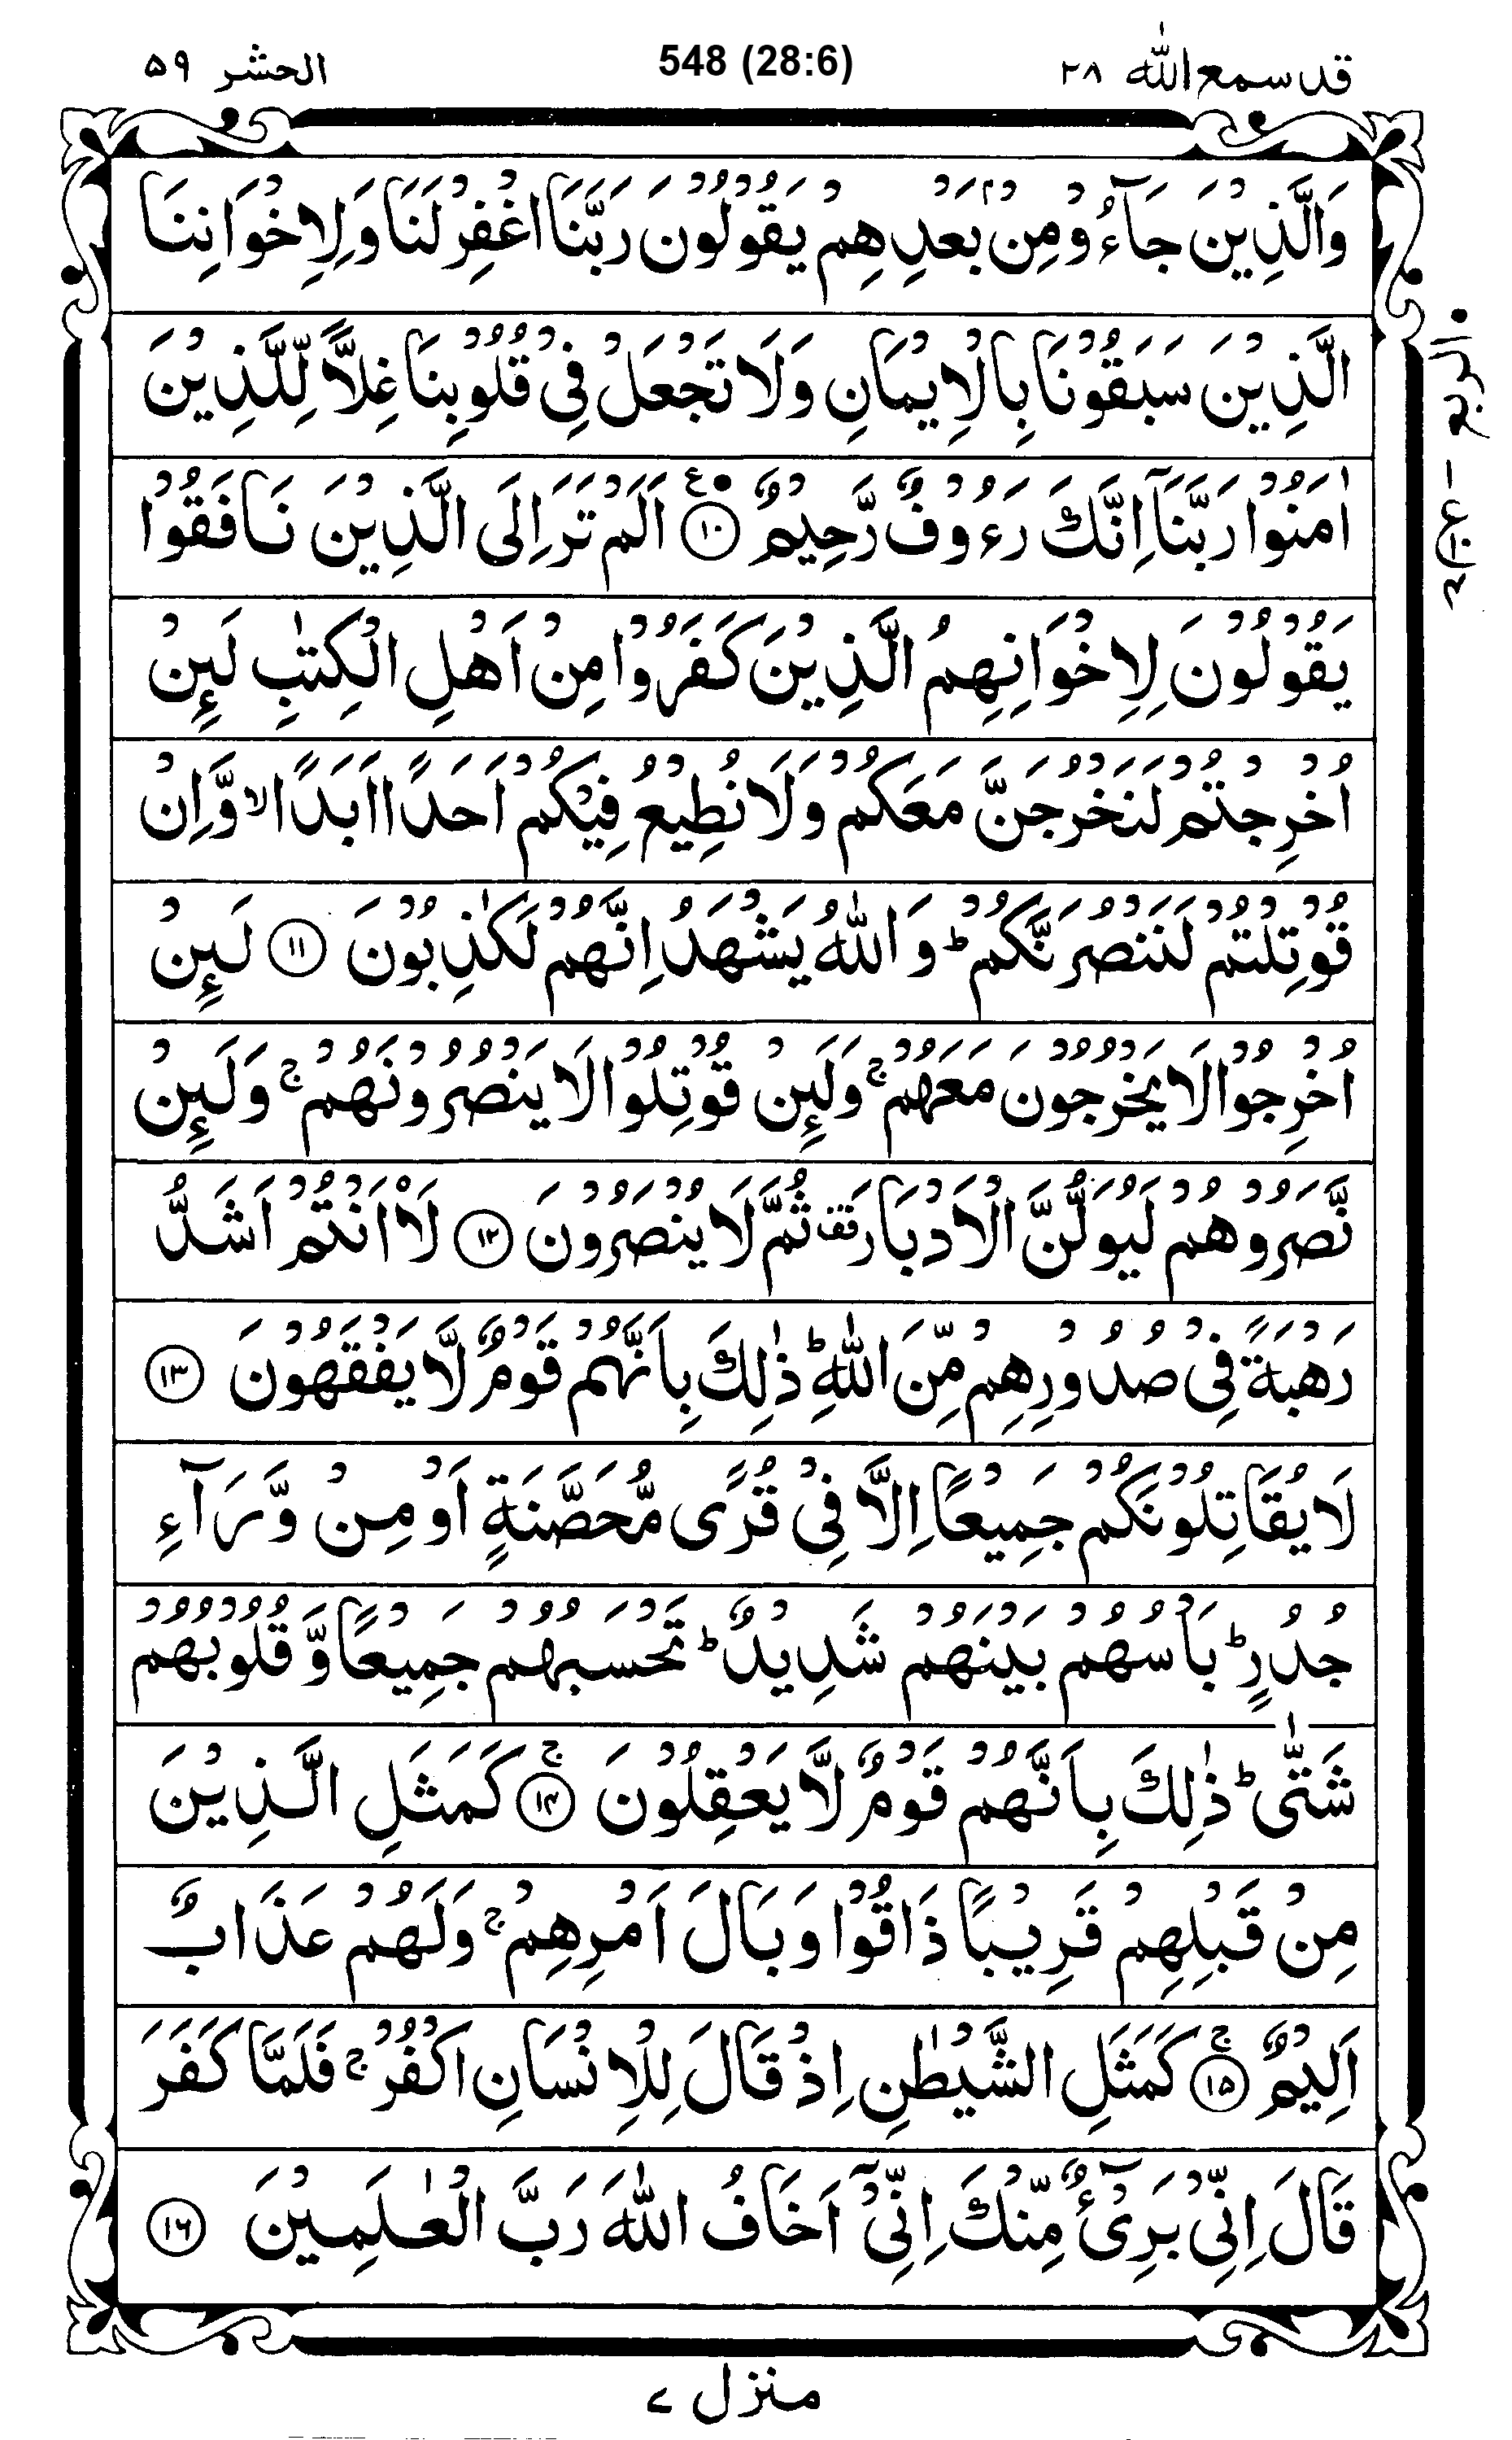 قد سمع الله ٢٨ 548 (28:6) الحشر ٥٩
وَالَّذِيْنَ جَآءُوْ مِنْۢ بَعْدِهِمْ يَقُوْلُوْنَ رَبَّنَا اغْفِرْ لَنَا وَلِاِخْوَانِنَا
الَّذِيْنَ سَبَقُوْنَا بِالْاِيْمَانِ وَلَا تَجْعَلْ فِيْ قُلُوْبِنَا غِلًّا لِّلَّذِيْنَ
اٰمَنُوْا رَبَّنَاۤ اِنَّكَ رَءُوْفٌ رَّحِيْمٌ ﴿١٠﴾ اَلَمْ تَرَ اِلَى الَّذِيْنَ نَافَقُوْا
يَقُوْلُوْنَ لِاِخْوَانِهِمُ الَّذِيْنَ كَفَرُوْا مِنْ اَهْلِ الْكِتٰبِ لَىِٕنْ
اُخْرِجْتُمْ لَنَخْرُجَنَّ مَعَكُمْ وَلَا نُطِيْعُ فِيْكُمْ اَحَدًا اَبَدًا ۙ وَّاِنْ
قُوْتِلْتُمْ لَنَنْصُرَنَّكُمْ ؕ وَاللّٰهُ يَشْهَدُ اِنَّهُمْ لَكٰذِبُوْنَ ﴿١١﴾ لَىِٕنْ
اُخْرِجُوْا لَا يَخْرُجُوْنَ مَعَهُمْ ۚ وَلَىِٕنْ قُوْتِلُوْا لَا يَنْصُرُوْنَهُمْ ۚ وَلَىِٕنْ
نَّصَرُوْهُمْ لَيُوَلُّنَّ الْاَدْبَارَ قف ثُمَّ لَا يُنْصَرُوْنَ ﴿١٢﴾ لَاَانْتُمْ اَشَدُّ
رَهْبَةً فِيْ صُدُوْرِهِمْ مِّنَ اللّٰهِ ؕ ذٰلِكَ بِاَنَّهُمْ قَوْمٌ لَّا يَفْقَهُوْنَ ﴿١٣﴾
لَا يُقَاتِلُوْنَكُمْ جَمِيْعًا اِلَّا فِيْ قُرًى مُّحَصَّنَةٍ اَوْ مِنْ وَّرَآءِ
جُدُرٍ ؕ بَاْسُهُمْ بَيْنَهُمْ شَدِيْدٌ ؕ تَحْسَبُهُمْ جَمِيْعًا وَّقُلُوْبُهُمْ
شَتّٰى ؕ ذٰلِكَ بِاَنَّهُمْ قَوْمٌ لَّا يَعْقِلُوْنَ ﴿١٤﴾ ۚ كَمَثَلِ الَّذِيْنَ
مِنْ قَبْلِهِمْ قَرِيْبًا ذَاقُوْا وَبَالَ اَمْرِهِمْ ۚ وَلَهُمْ عَذَابٌ
اَلِيْمٌ ﴿١٥﴾ ۚ كَمَثَلِ الشَّيْطٰنِ اِذْ قَالَ لِلْاِنْسَانِ اكْفُرْ ۚ فَلَمَّا كَفَرَ
قَالَ اِنِّيْ بَرِيْٓءٌ مِّنْكَ اِنِّيْۤ اَخَافُ اللّٰهَ رَبَّ الْعٰلَمِيْنَ ﴿١٦﴾
منزل ٧